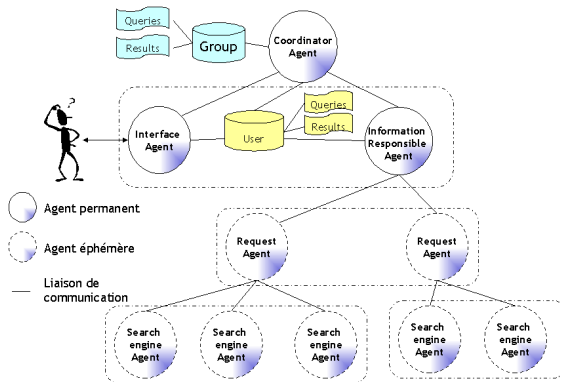 Queries
Results
Group
Coordinator
Agent
Interface
Agent
User
Queries
Results
Information
Responsible
Agent
?
Agent permanent
Agent éphémère
Liaison de
communication
Request
Agent
Request
Agent
Search
engine
Agent
Search
engine
Agent
Search
engine
Agent
Search
engine
Agent
Search
engine
Agent